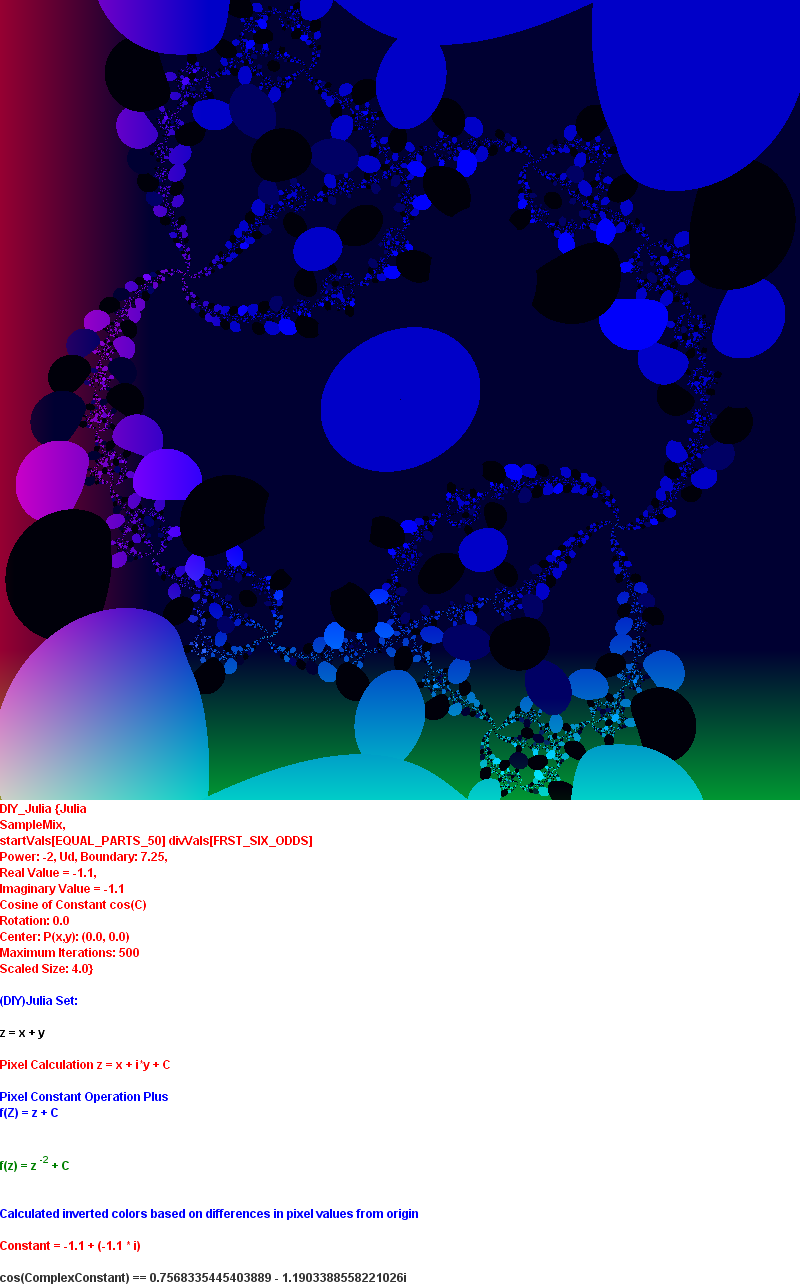 DIY_Julia {Julia
SampleMix,
startVals[EQUAL_PARTS_50] divVals[FRST_SIX_ODDS]
Power: -2, Ud, Boundary: 7.25,
Real Value = -1.1,
Imaginary Value = -1.1
Cosine of Constant cos(C)
Rotation: 0.0
Center: P(x,y): (0.0, 0.0)
Maximum Iterations: 500
Scaled Size: 4.0}
(DIY)Julia Set:
z = x + y
Pixel Calculation z = x + i*y + C
Pixel Constant Operation Plus
f(Z) = z + C
f(z) = z -2 + C
Calculated inverted colors based on differences in pixel values from origin
Constant = -1.1 + (-1.1 * i)
cos(ComplexConstant) == 0.7568335445403889 - 1.1903388558221026i